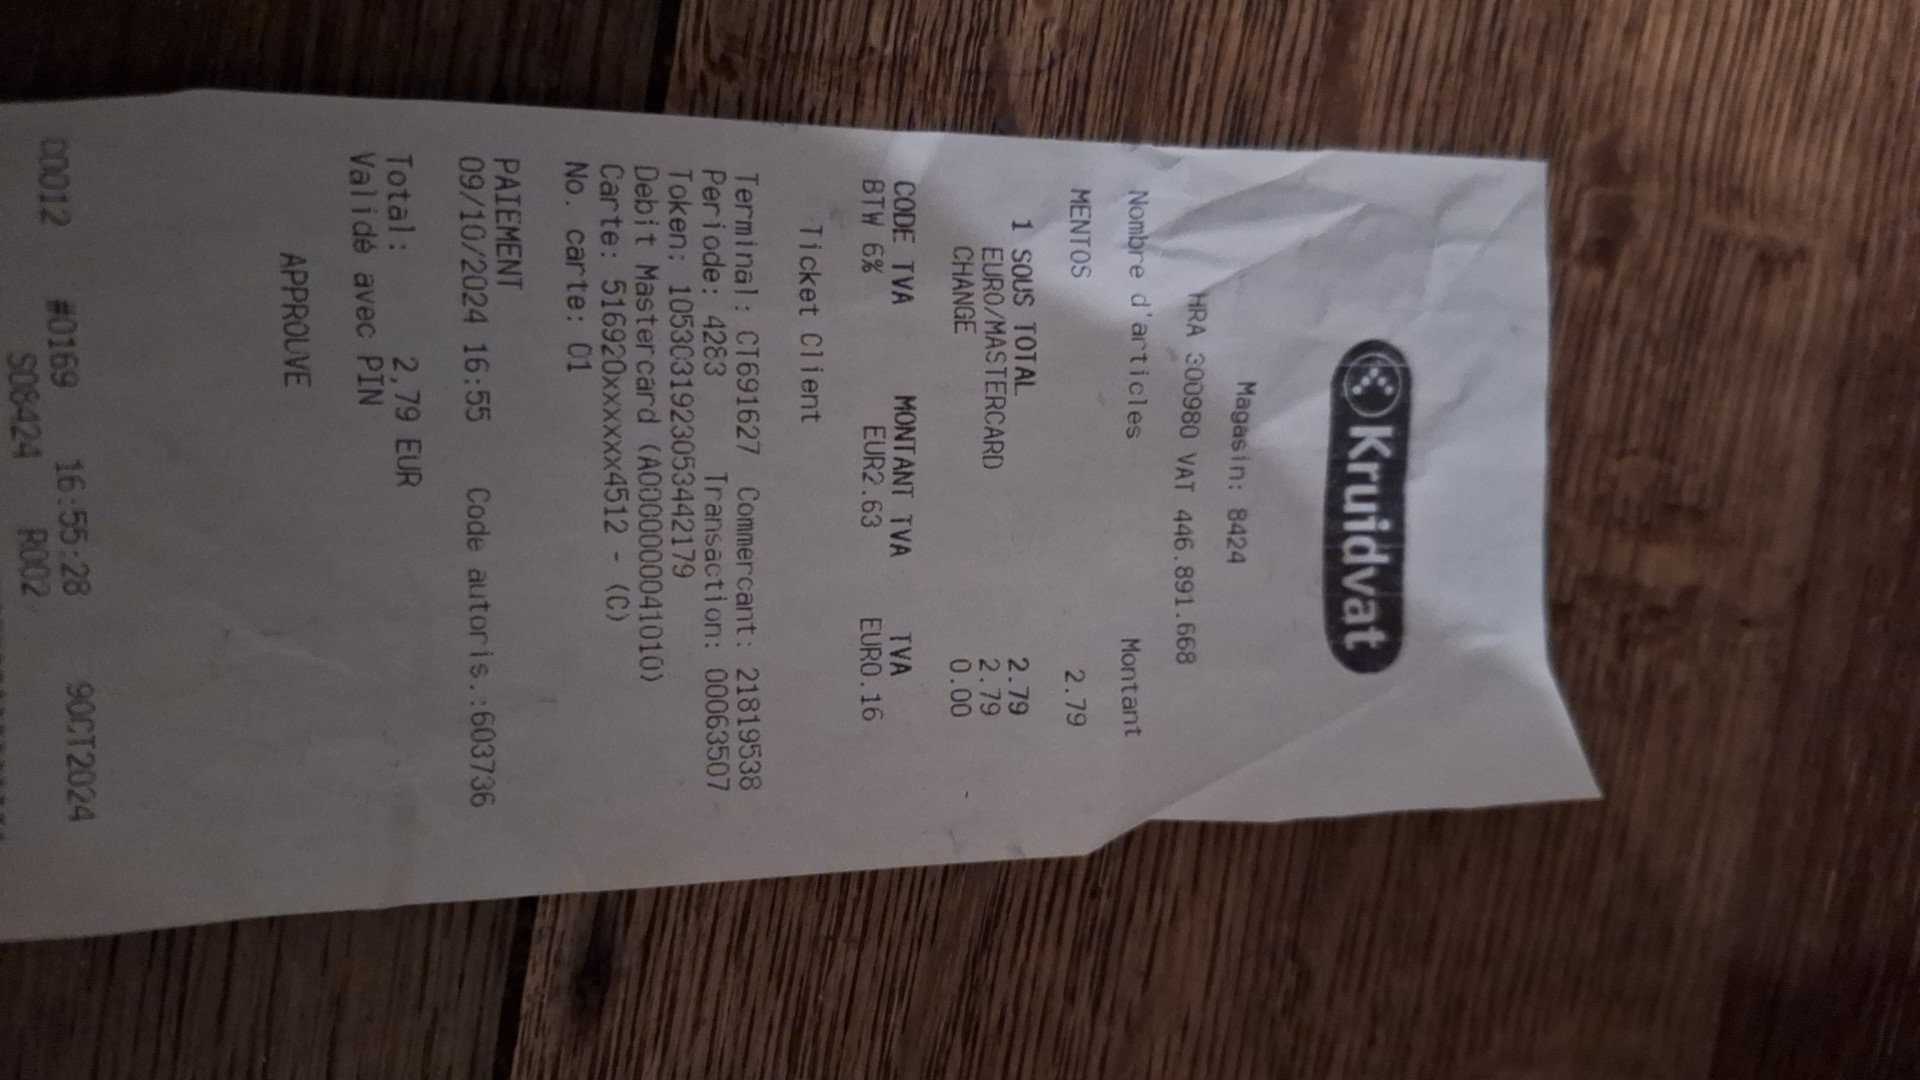 Kruidvat
Magasin: 8424
HRA 300980 VAT 446.891.668
Nombre d'articles Montant
MENTOS 2.79
1 SOUS TOTAL 2.79
EURO/MASTERCARD 2.79
CHANGE 0.00
CODE TVA MONTANT TVA TVA
BTW 6% EUR2.63 EUR0.16
Ticket Client
Terminal: CT691627 Commercant: 21819538
Periode: 4283 Transaction: 00063507
Token: 1053031923053442179
Debit Mastercard (A0000000041010)
Carte: 516920xxxxxx4512 - (C)
No. carte: 01
PAIEMENT
09/10/2024 16:55 Code autoris.:603736
Total: 2,79 EUR
Validé avec PIN
APPROUVE
00012 #0169 16:55:28 9OCT2024
S08424 R002